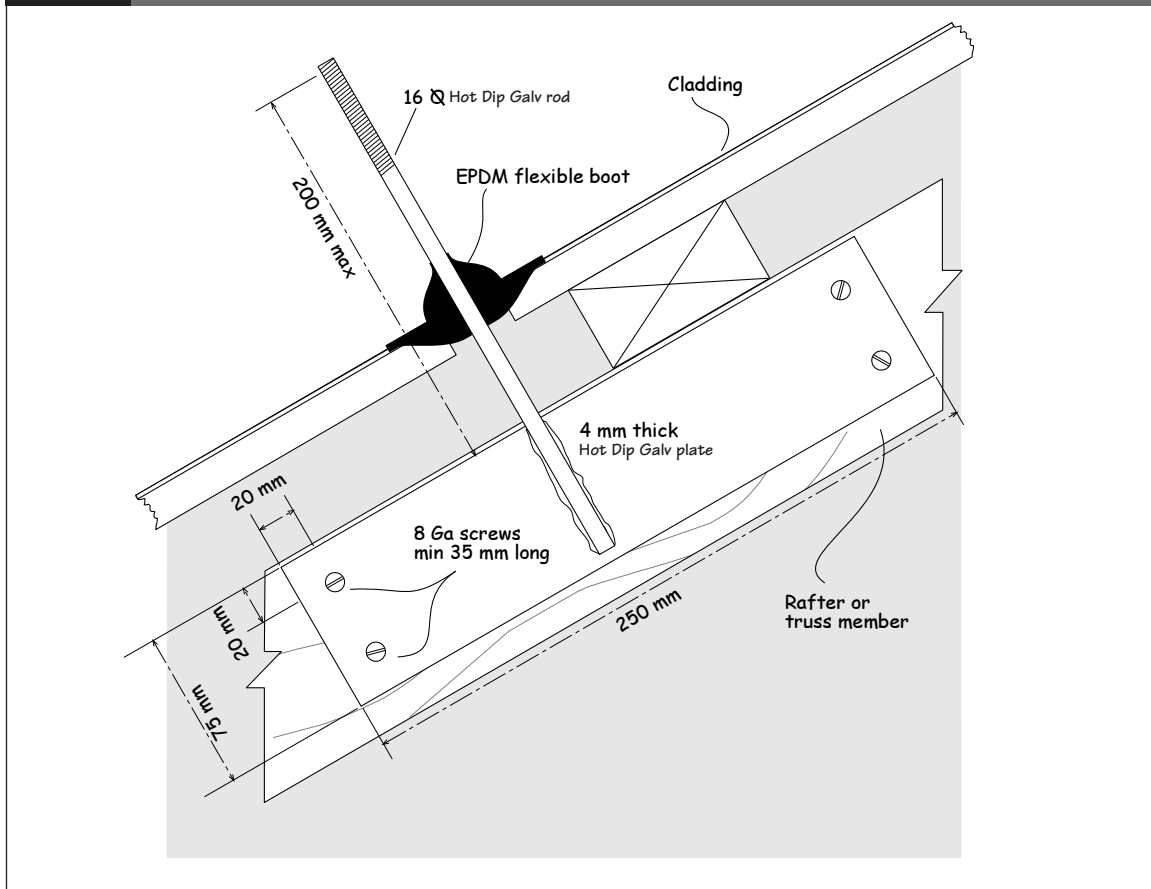 16 Ø Hot Dip Galv rod
Cladding
EPDM flexible boot
200 mm max
4 mm thick
Hot Dip Galv plate
20 mm
8 Ga screws
min 35 mm long
20 mm
75 mm
250 mm
Rafter or
truss member